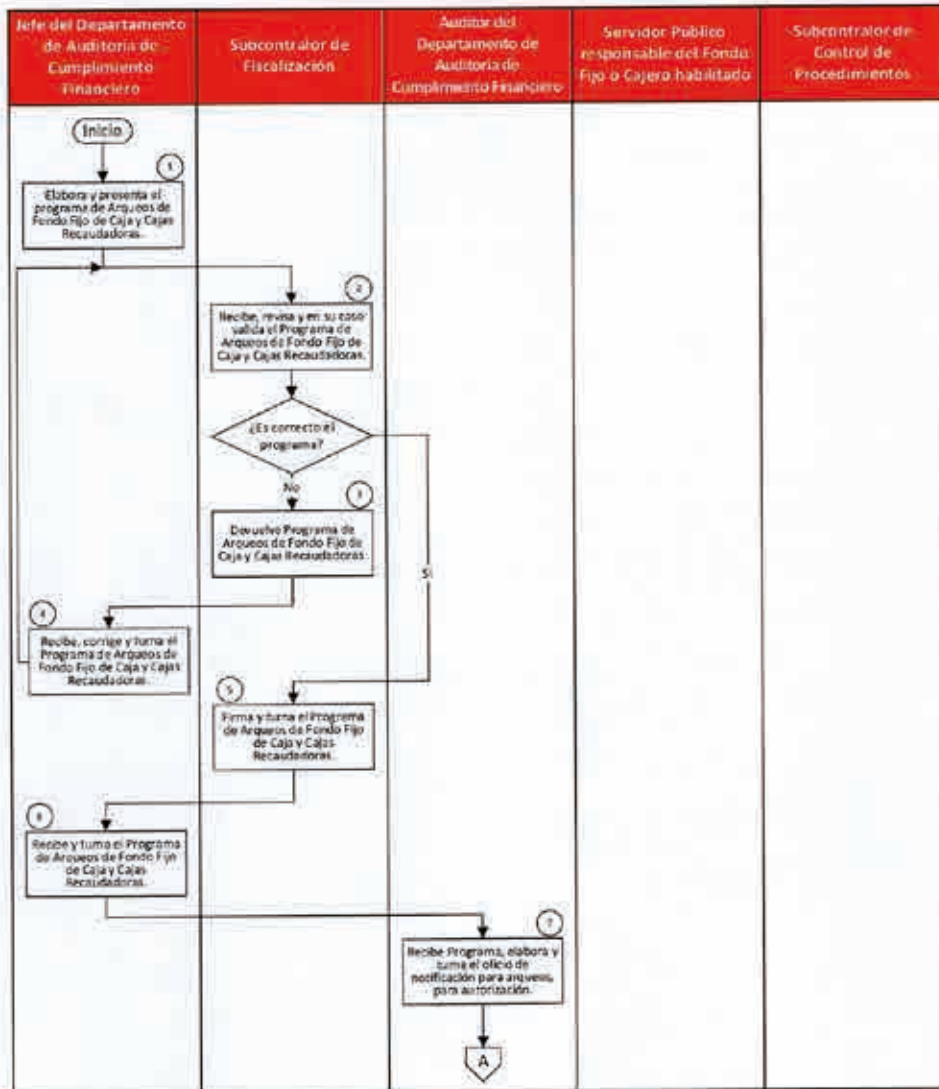 Jefe del Departamento
de Auditoria de
Cumplimiento
Financiero
Subcontralor de
Fiscalización
Auditor del
Departamento de
Auditoria de
Cumplimiento Financiero
Servidor Público
responsable del Fondo
Fijo o Cajero habilitado
Subcontralor de
Control de
Procedimientos
Inicio
1
Elabora y presenta el
programa de Arqueos de
Fondo Fijo de Caja y Cajas
Recaudadoras.
2
Recibe, revisa y en su caso
valida el Programa de
Arqueos de Fondo Fijo de
Caja y Cajas Recaudadoras.
¿Es correcto el
programa?
No
3
Devuelve Programa de
Arqueos de Fondo Fijo de
Caja y Cajas Recaudadoras
Si
4
Recibe, corrige y turna el
Programa de Arqueos de
Fondo Fijo de Caja y Cajas
Recaudadoras.
5
Firma y turna el Programa
de Arqueos de Fondo Fijo
de Caja y Cajas
Recaudadoras.
6
Recibe y turna el Programa
de Arqueos de Fondo Fijo
de Caja y Cajas
Recaudadoras.
7
Recibe Programa, elabora y
turna el oficio de
notificación para arqueos,
para autorización.
A